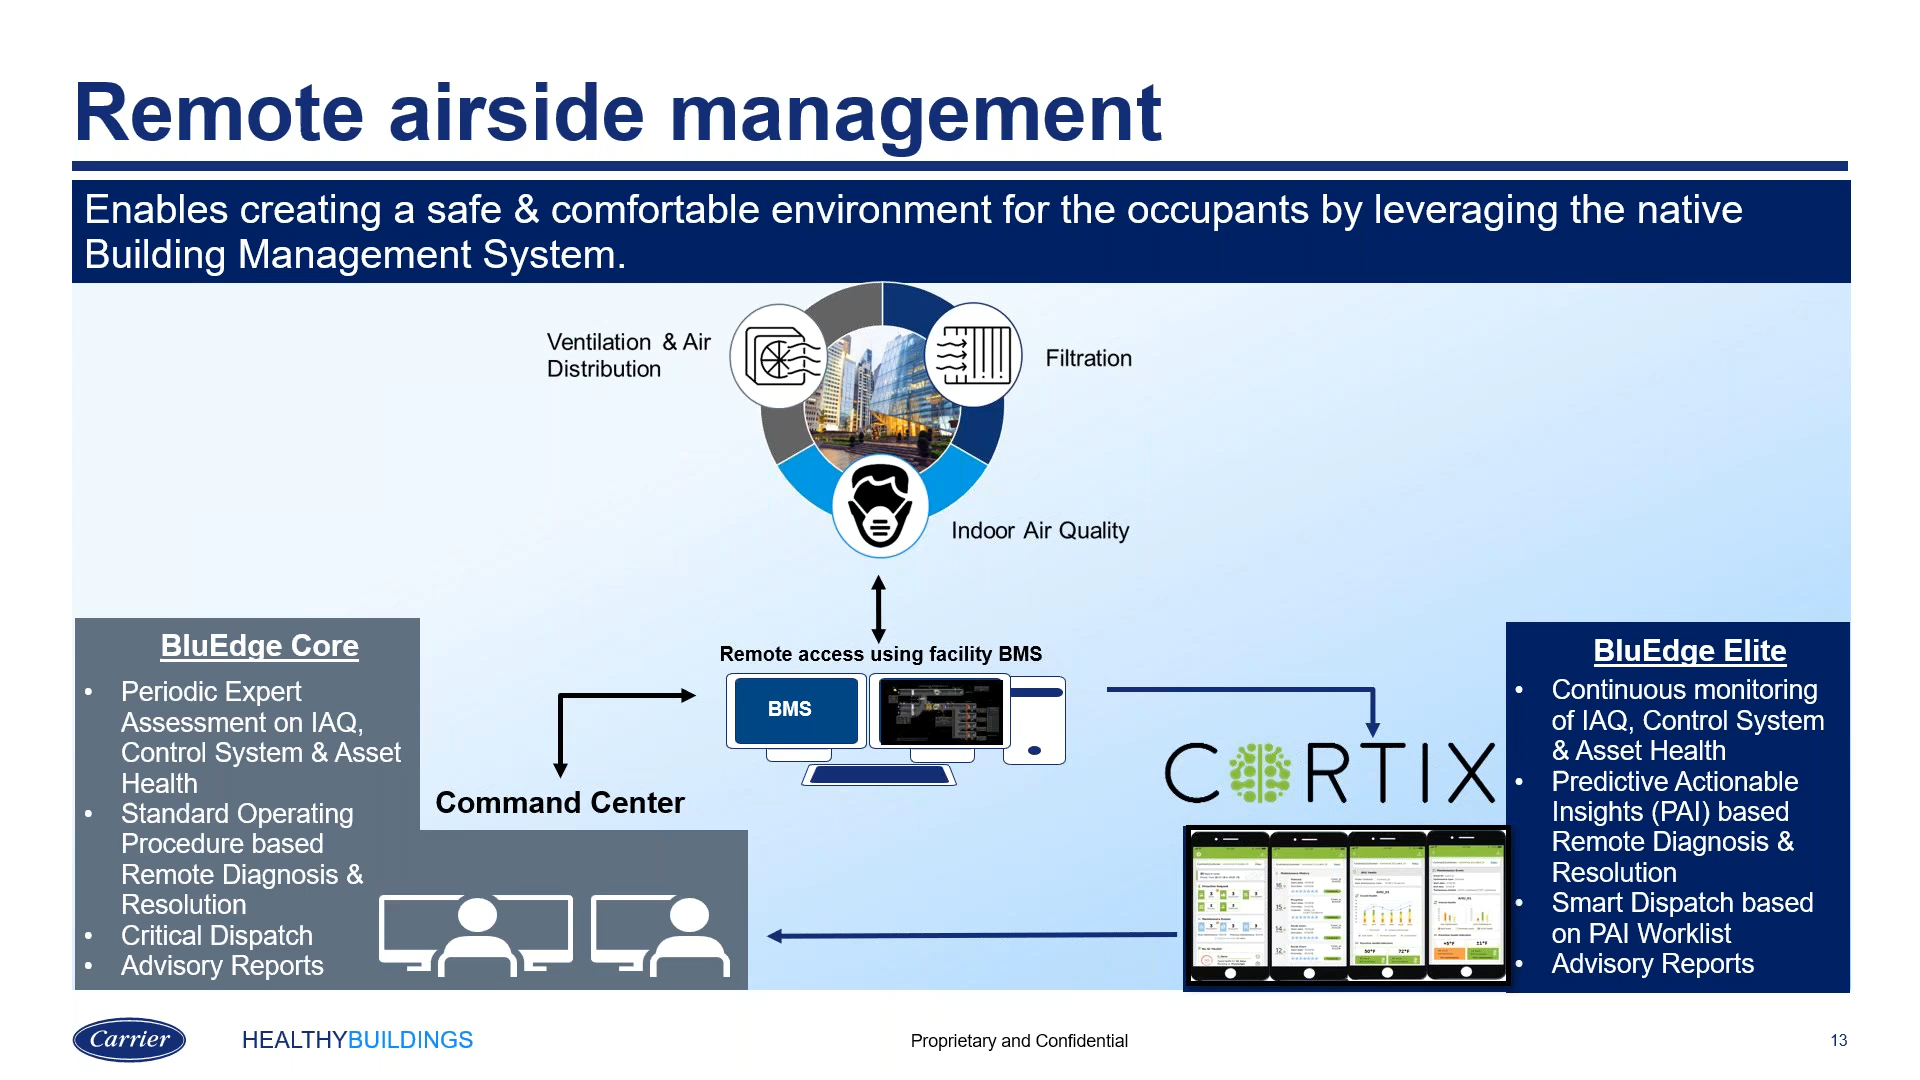 Remote airside management
Enables creating a safe & comfortable environment for the occupants by leveraging the native
Building Management System.
Ventilation & Air
Distribution
Filtration
Indoor Air Quality
Remote access using facility BMS
BMS
Command Center
BluEdge Core
• Periodic Expert
Assessment on IAQ,
Control System & Asset
Health
• Standard Operating
Procedure based
Remote Diagnosis &
Resolution
• Critical Dispatch
• Advisory Reports
CORTIX
BluEdge Elite
• Continuous monitoring
of IAQ, Control System
& Asset Health
• Predictive Actionable
Insights (PAI) based
Remote Diagnosis &
Resolution
• Smart Dispatch based
on PAI Worklist
• Advisory Reports
Carrier
HEALTHYBUILDINGS
Proprietary and Confidential
13